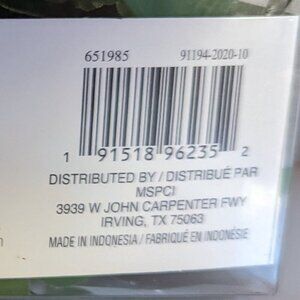 651985 91194-2020-10
1 91518 96235 2
DISTRIBUTED BY / DISTRIBUÉ PAR
MSPCI
3939 W JOHN CARPENTER FWY
IRVING, TX 75063
MADE IN INDONESIA / FABRIQUÉ EN INDONÉSIE